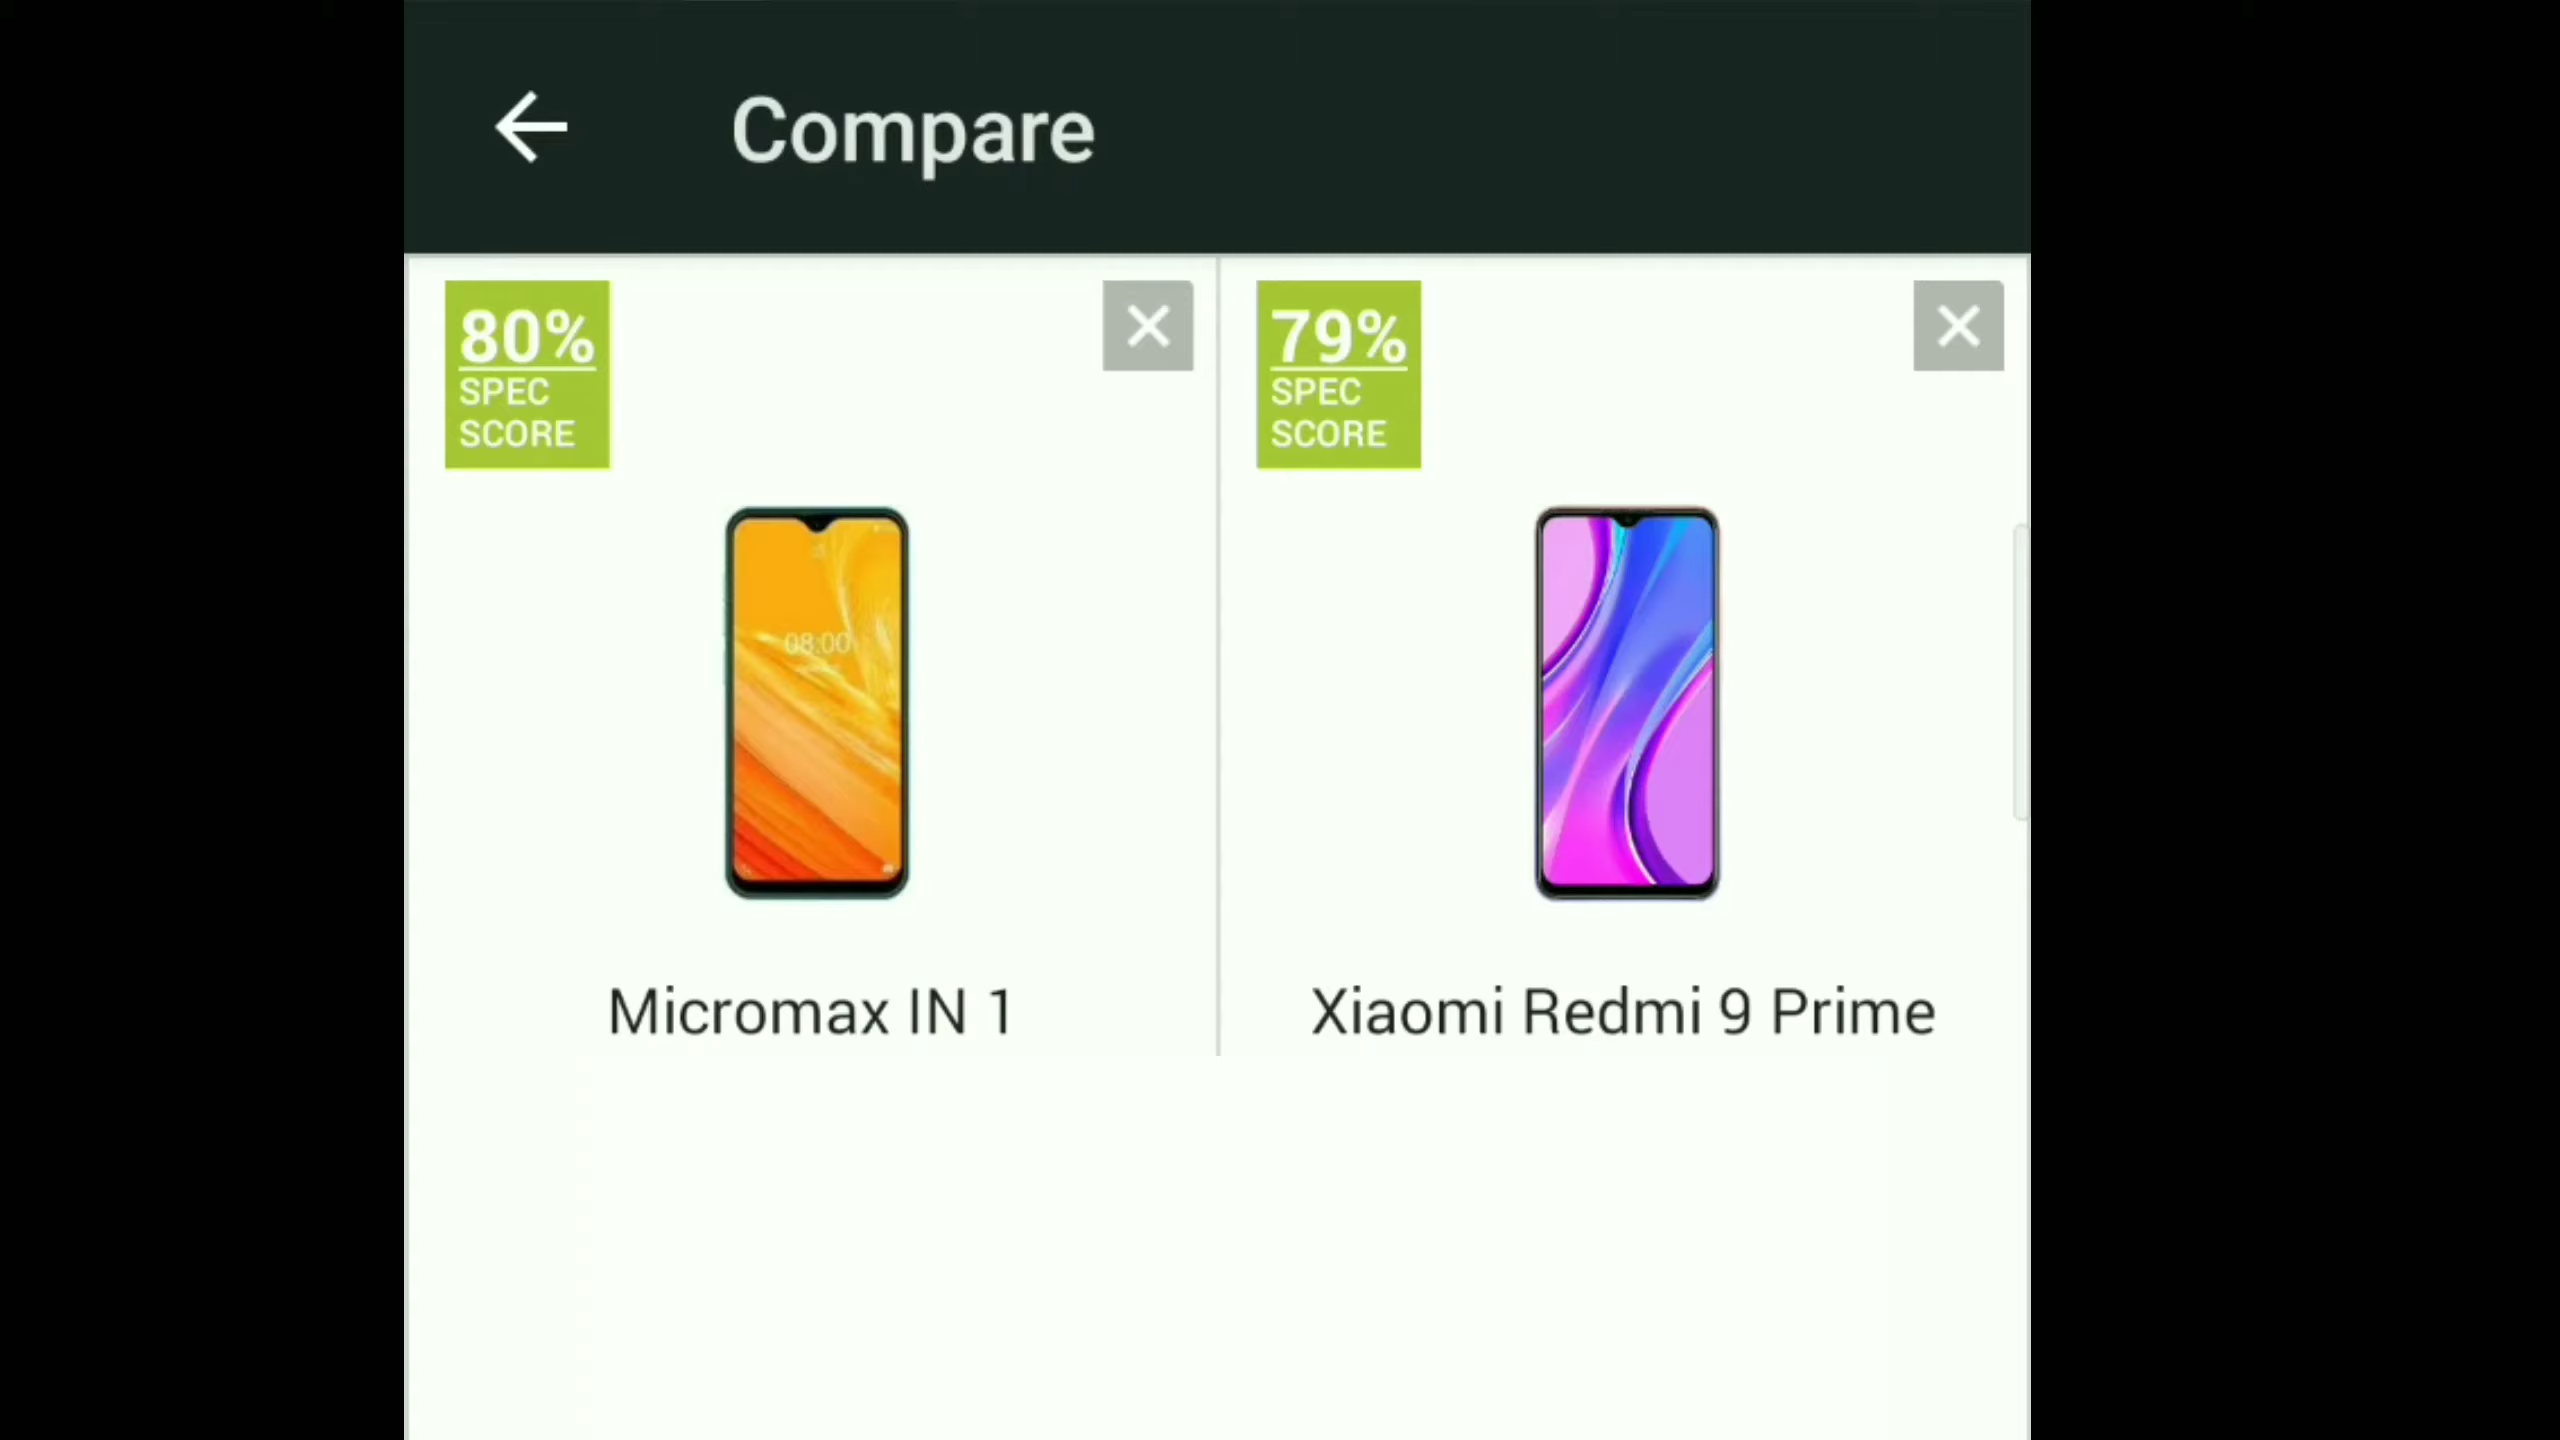 Compare
80%
SPEC
SCORE
79%
SPEC
SCORE
08:00
Micromax IN 1
Xiaomi Redmi 9 Prime